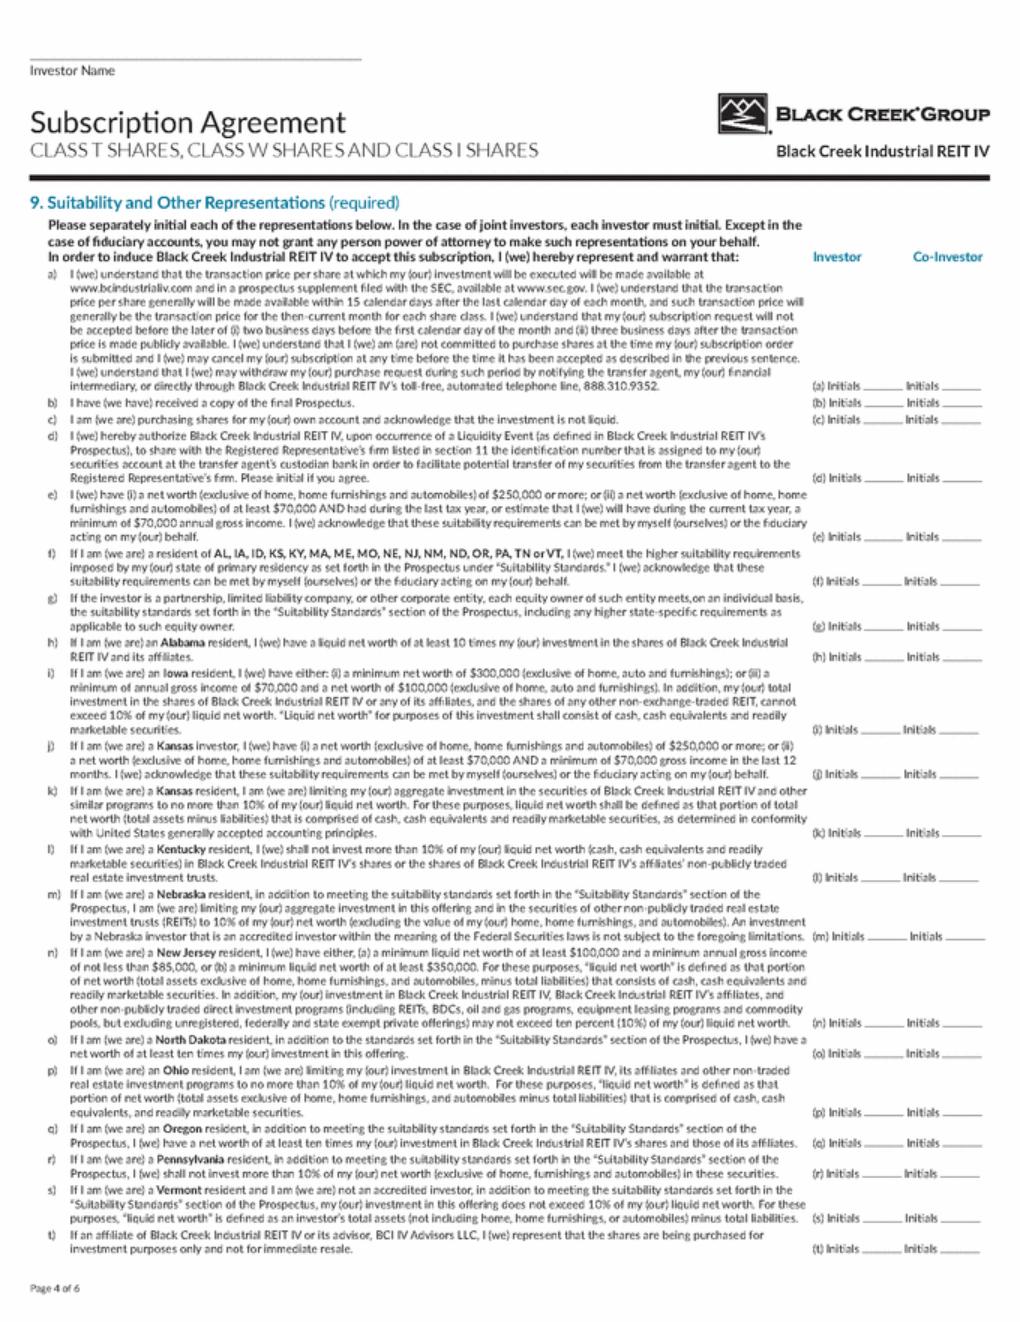 Investor Name
Subscription Agreement
CLASS T SHARES, CLASS W SHARES AND CLASS I SHARES
BLACK CREEK GROUP
Black Creek Industrial REIT IV
9. Suitability and Other Representations (required)
Please separately initial each of the representations below. In the case of joint investors, each investor must initial. Except in the
case of fiduciary accounts, you may not grant any person power of attorney to make such representations on your behalf.
In order to induce Black Creek Industrial REIT IV to accept this subscription, I (we) hereby represent and warrant that: Investor Co-Investor
a) I (we) understand that the transaction price per share at which my (our) investment will be executed will be made available at
www.bcindustrialiv.com and in a prospectus supplement filed with the SEC, available at www.sec.gov. I (we) understand that the transaction
price per share generally will be made available within 15 calendar days after the last calendar day of each month, and such transaction price will
generally be the transaction price for the then-current month for each share class. I (we) understand that my (our) subscription request will not
be accepted before the later of (i) two business days before the first calendar day of the month and (ii) three business days after the transaction
price is made publicly available. I (we) understand that I (we) am (are) not committed to purchase shares at the time my (our) subscription order
is submitted and I (we) may cancel my (our) subscription at any time before the time it has been accepted as described in the previous sentence.
I (we) understand that I (we) may withdraw my (our) purchase request during such period by notifying the transfer agent, my (our) financial
intermediary, or directly through Black Creek Industrial REIT IV's toll-free, automated telephone line, 888.310.9352. (a) Initials ______ Initials ______
b) I have (we have) received a copy of the final Prospectus. (b) Initials ______ Initials ______
c) I am (we are) purchasing shares for my (our) own account and acknowledge that the investment is not liquid. (c) Initials ______ Initials ______
d) I (we) hereby authorize Black Creek Industrial REIT IV, upon occurrence of a Liquidity Event (as defined in Black Creek Industrial REIT IV's
Prospectus), to share with the Registered Representative's firm listed in section 11 the identification number that is assigned to my (our)
securities account at the transfer agent's custodian bank in order to facilitate potential transfer of my securities from the transfer agent to the
Registered Representative's firm. Please initial if you agree. (d) Initials ______ Initials ______
e) I (we) have (i) a net worth (exclusive of home, home furnishings and automobiles) of $250,000 or more; or (ii) a net worth (exclusive of home, home
furnishings and automobiles) of at least $70,000 AND had during the last tax year, or estimate that I (we) will have during the current tax year, a
minimum of $70,000 annual gross income. I (we) acknowledge that these suitability requirements can be met by myself (ourselves) or the fiduciary
acting on my (our) behalf. (e) Initials ______ Initials ______
f) If I am (we are) a resident of AL, IA, ID, KS, KY, MA, ME, MO, NE, NJ, NM, ND, OR, PA, TN or VT, I (we) meet the higher suitability requirements
imposed by my (our) state of primary residency as set forth in the Prospectus under "Suitability Standards." I (we) acknowledge that these
suitability requirements can be met by myself (ourselves) or the fiduciary acting on my (our) behalf. (f) Initials ______ Initials ______
g) If the investor is a partnership, limited liability company, or other corporate entity, each equity owner of such entity meets,on an individual basis,
the suitability standards set forth in the "Suitability Standards" section of the Prospectus, including any higher state-specific requirements as
applicable to such equity owner. (g) Initials ______ Initials ______
h) If I am (we are) an Alabama resident, I (we) have a liquid net worth of at least 10 times my (our) investment in the shares of Black Creek Industrial
REIT IV and its affiliates. (h) Initials ______ Initials ______
i) If I am (we are) an Iowa resident, I (we) have either: (i) a minimum net worth of $300,000 (exclusive of home, auto and furnishings); or (ii) a
minimum of annual gross income of $70,000 and a net worth of $100,000 (exclusive of home, auto and furnishings). In addition, my (our) total
investment in the shares of Black Creek Industrial REIT IV or any of its affiliates, and the shares of any other non-exchange-traded REIT, cannot
exceed 10% of my (our) liquid net worth. "Liquid net worth" for purposes of this investment shall consist of cash, cash equivalents and readily
marketable securities. (i) Initials ______ Initials ______
j) If I am (we are) a Kansas investor, I (we) have (i) a net worth (exclusive of home, home furnishings and automobiles) of $250,000 or more; or (ii)
a net worth (exclusive of home, home furnishings and automobiles) of at least $70,000 AND a minimum of $70,000 gross income in the last 12
months. I (we) acknowledge that these suitability requirements can be met by myself (ourselves) or the fiduciary acting on my (our) behalf. (j) Initials ______ Initials ______
k) If I am (we are) a Kansas resident, I am (we are) limiting my (our) aggregate investment in the securities of Black Creek Industrial REIT IV and other
similar programs to no more than 10% of my (our) liquid net worth. For these purposes, liquid net worth shall be defined as that portion of total
net worth (total assets minus liabilities) that is comprised of cash, cash equivalents and readily marketable securities, as determined in conformity
with United States generally accepted accounting principles. (k) Initials ______ Initials ______
l) If I am (we are) a Kentucky resident, I (we) shall not invest more than 10% of my (our) liquid net worth (cash, cash equivalents and readily
marketable securities) in Black Creek Industrial REIT IV's shares or the shares of Black Creek Industrial REIT IV's affiliates' non-publicly traded
real estate investment trusts. (l) Initials ______ Initials ______
m) If I am (we are) a Nebraska resident, in addition to meeting the suitability standards set forth in the "Suitability Standards" section of the
Prospectus, I am (we are) limiting my (our) aggregate investment in this offering and in the securities of other non-publicly traded real estate
investment trusts (REITs) to 10% of my (our) net worth (excluding the value of my (our) home, home furnishings, and automobiles). An investment
by a Nebraska investor that is an accredited investor within the meaning of the Federal Securities laws is not subject to the foregoing limitations. (m) Initials ______ Initials ______
n) If I am (we are) a New Jersey resident, I (we) have either, (a) a minimum liquid net worth of at least $100,000 and a minimum annual gross income
of not less than $85,000, or (b) a minimum liquid net worth of at least $350,000. For these purposes, "liquid net worth" is defined as that portion
of net worth (total assets exclusive of home, home furnishings, and automobiles, minus total liabilities) that consists of cash, cash equivalents and
readily marketable securities. In addition, my (our) investment in Black Creek Industrial REIT IV, Black Creek Industrial REIT IV's affiliates, and
other non-publicly traded direct investment programs (including REITs, BDCs, oil and gas programs, equipment leasing programs and commodity
pools, but excluding unregistered, federally and state exempt private offerings) may not exceed ten percent (10%) of my (our) liquid net worth. (n) Initials ______ Initials ______
o) If I am (we are) a North Dakota resident, in addition to the standards set forth in the "Suitability Standards" section of the Prospectus, I (we) have a
net worth of at least ten times my (our) investment in this offering. (o) Initials ______ Initials ______
p) If I am (we are) an Ohio resident, I am (we are) limiting my (our) investment in Black Creek Industrial REIT IV, its affiliates and other non-traded
real estate investment programs to no more than 10% of my (our) liquid net worth. For these purposes, "liquid net worth" is defined as that
portion of net worth (total assets exclusive of home, home furnishings, and automobiles minus total liabilities) that is comprised of cash, cash
equivalents, and readily marketable securities. (p) Initials ______ Initials ______
q) If I am (we are) an Oregon resident, in addition to meeting the suitability standards set forth in the "Suitability Standards" section of the
Prospectus, I (we) have a net worth of at least ten times my (our) investment in Black Creek Industrial REIT IV's shares and those of its affiliates. (q) Initials ______ Initials ______
r) If I am (we are) a Pennsylvania resident, in addition to meeting the suitability standards set forth in the "Suitability Standards" section of the
Prospectus, I (we) shall not invest more than 10% of my (our) net worth (exclusive of home, furnishings and automobiles) in these securities. (r) Initials ______ Initials ______
s) If I am (we are) a Vermont resident and I am (we are) not an accredited investor, in addition to meeting the suitability standards set forth in the
"Suitability Standards" section of the Prospectus, my (our) investment in this offering does not exceed 10% of my (our) liquid net worth. For these
purposes, "liquid net worth" is defined as an investor's total assets (not including home, home furnishings, or automobiles) minus total liabilities. (s) Initials ______ Initials ______
t) If an affiliate of Black Creek Industrial REIT IV or its advisor, BCI IV Advisors LLC, I (we) represent that the shares are being purchased for
investment purposes only and not for immediate resale. (t) Initials ______ Initials ______
Page 4 of 6